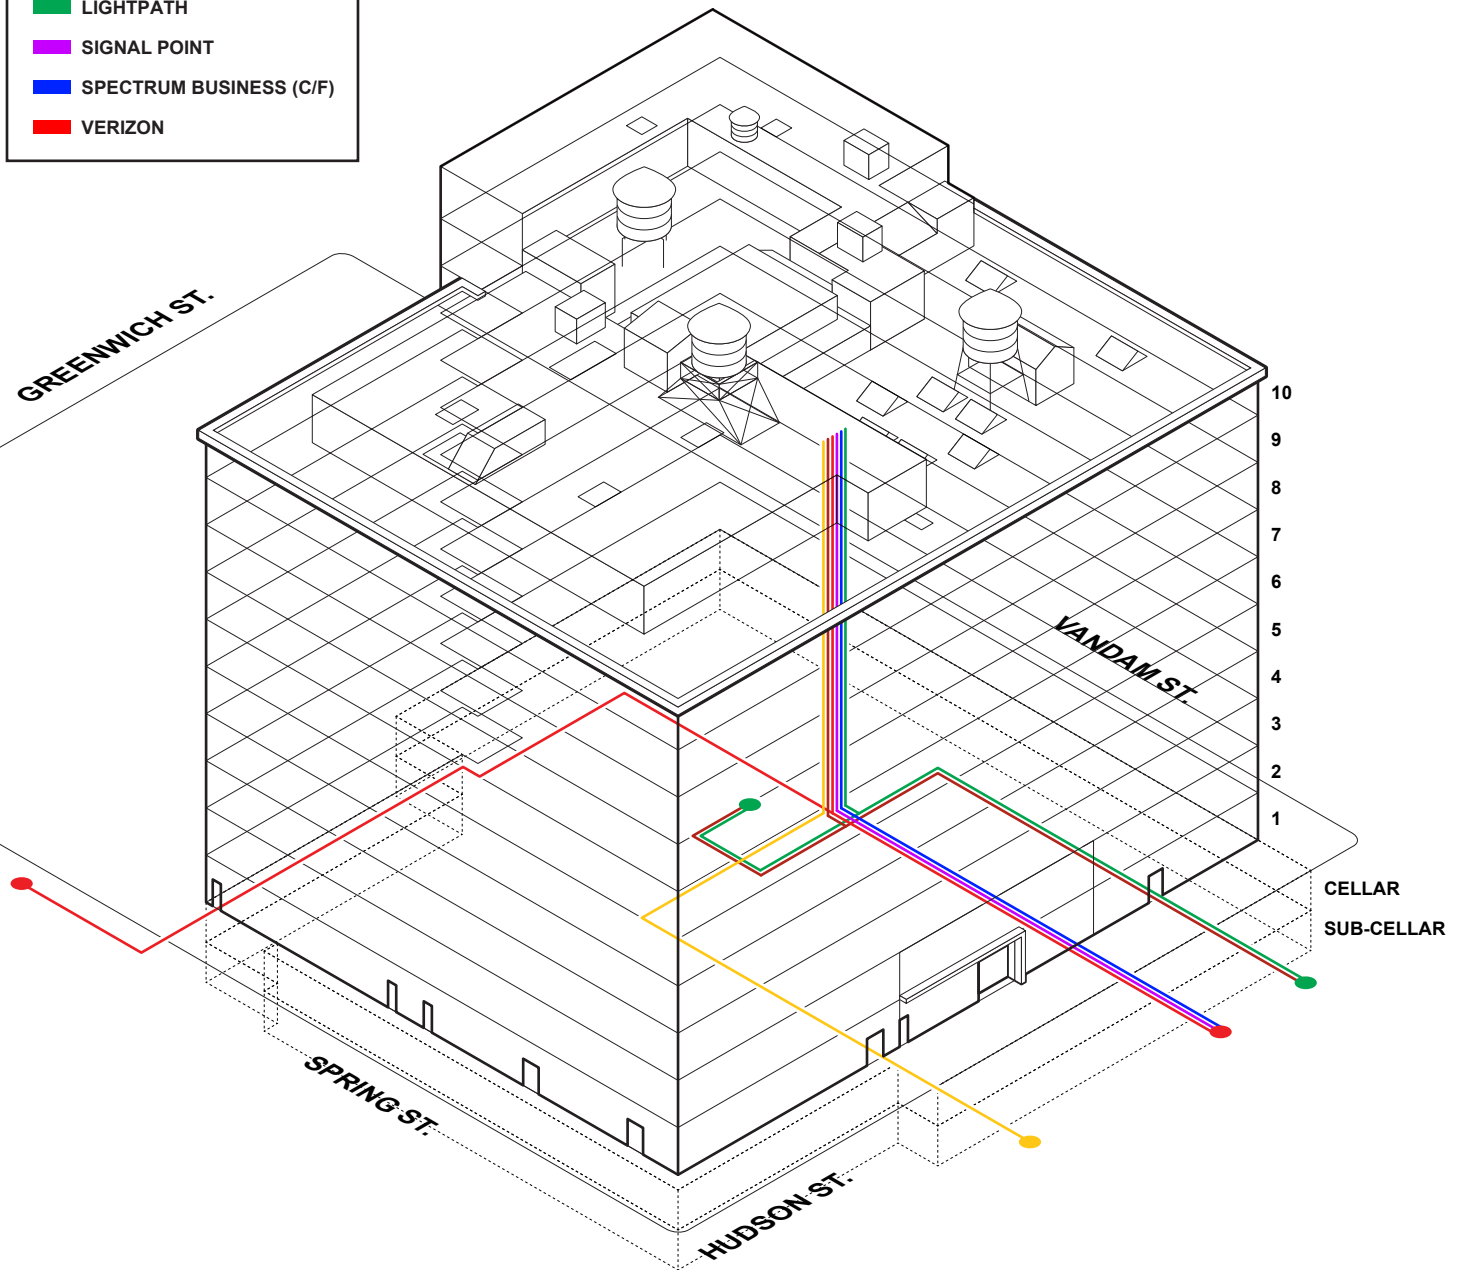 LIGHTPATH
SIGNAL POINT
SPECTRUM BUSINESS (C/F)
VERIZON
GREENWICH ST.
10
9
8
7
6
5
VANDAM ST.
4
3
2
1
CELLAR
SUB-CELLAR
SPRING ST.
HUDSON ST.